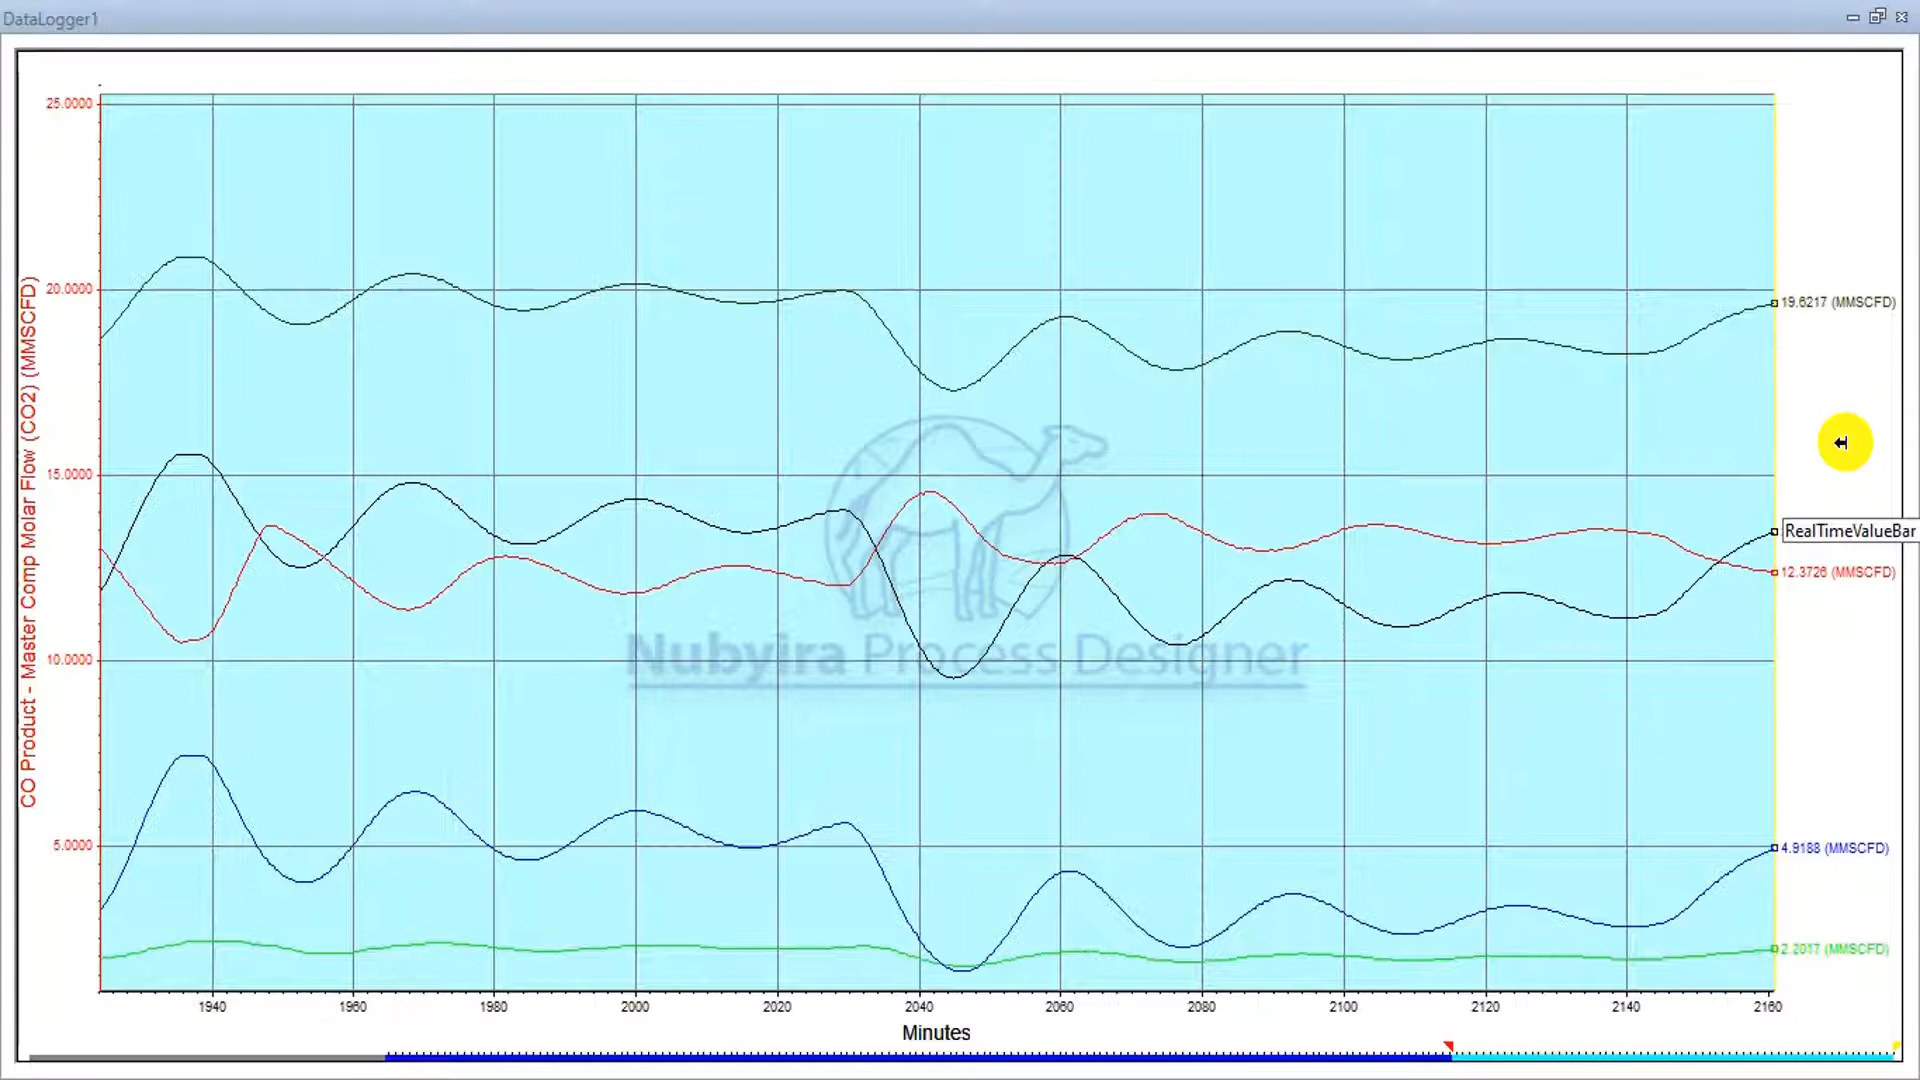 DataLogger1
25.0000
20.0000
15.0000
10.0000
5.0000
CO Product - Master Comp Molar Flow (CO2) (MMSCFD)
19.6217 (MMSCFD)
RealTimeValueBar
12.3726 (MMSCFD)
4.9188 (MMSCFD)
2.2017 (MMSCFD)
Nubyira Process Designer
1940 1960 1980 2000 2020 2040 2060 2080 2100 2120 2140 2160
Minutes